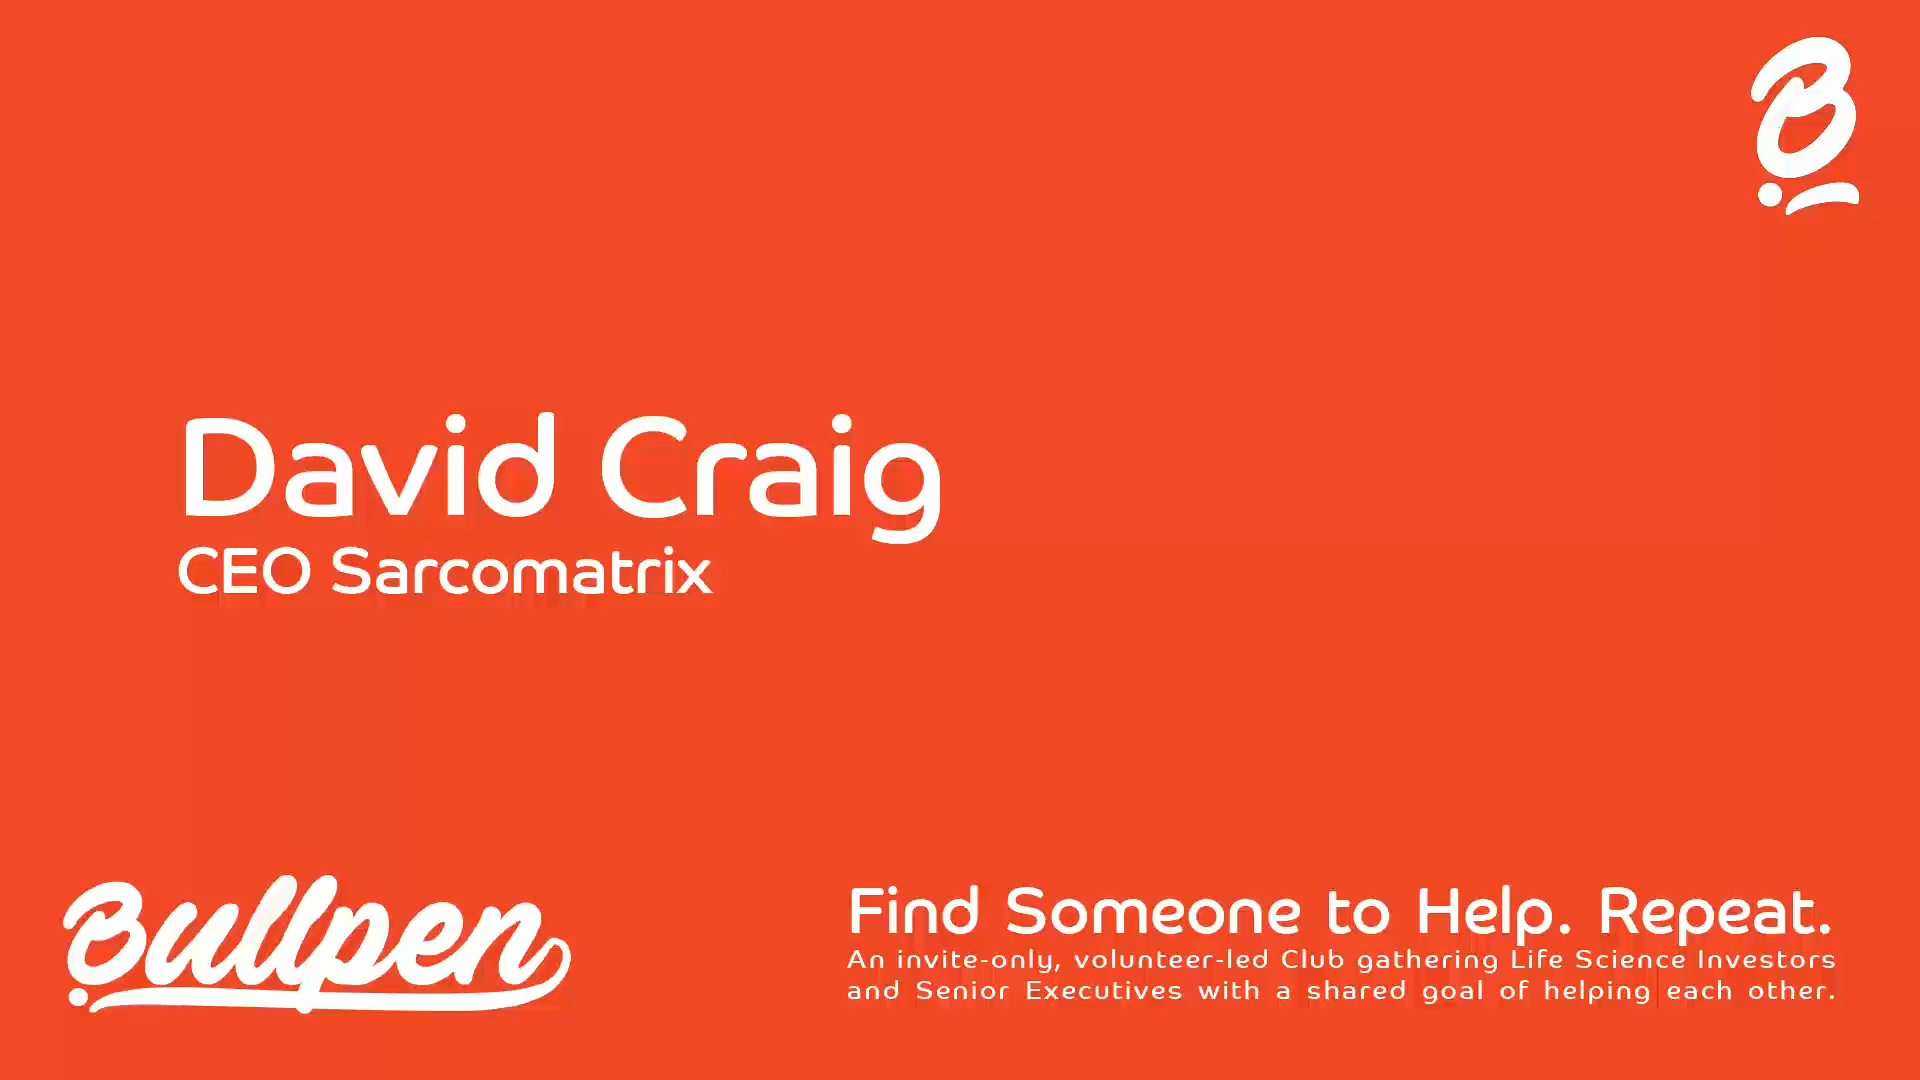 B
David Craig
CEO Sarcomatrix
Bullpen
Find Someone to Help. Repeat.
An invite-only, volunteer-led Club gathering Life Science Investors
and Senior Executives with a shared goal of helping each other.